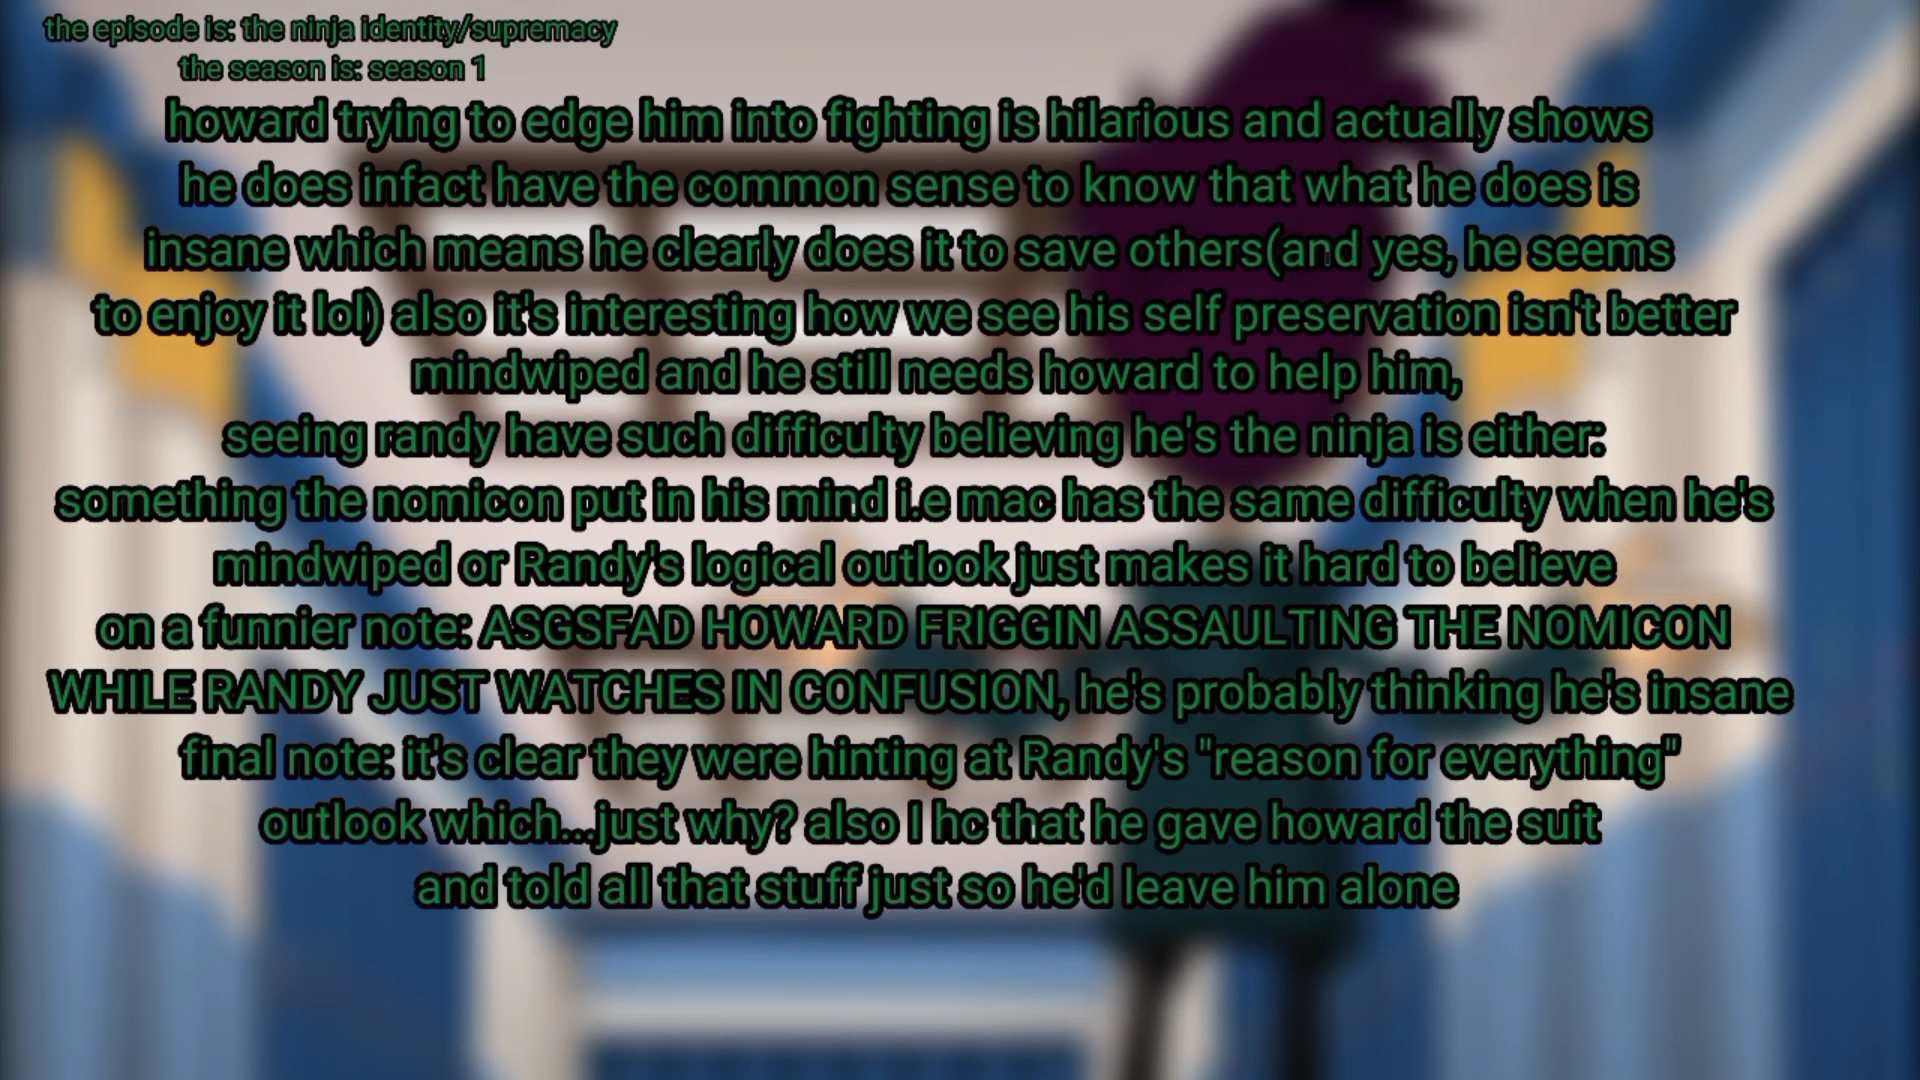 the episode is: the ninja identity/supremacy
the season is: season 1
howard trying to edge him into fighting is hilarious and actually shows
he does infact have the common sense to know that what he does is
insane which means he clearly does it to save others(and yes, he seems
to enjoy it lol) also it's interesting how we see his self preservation isn't better
mindwiped and he still needs howard to help him,
seeing randy have such difficulty believing he's the ninja is either:
something the nomicon put in his mind i.e mac has the same difficulty when he's
mindwiped or Randy's logical outlook just makes it hard to believe
on a funnier note: ASGSFAD HOWARD FRIGGIN ASSAULTING THE NOMICON
WHILE RANDY JUST WATCHES IN CONFUSION, he's probably thinking he's insane
final note: it's clear they were hinting at Randy's "reason for everything"
outlook which...just why? also I hc that he gave howard the suit
and told all that stuff just so he'd leave him alone